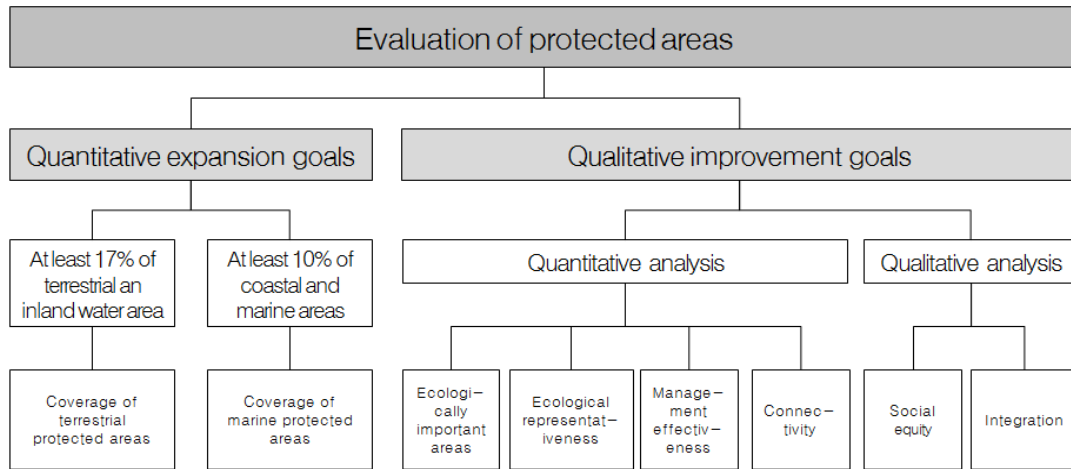 Evaluation of protected areas
Quantitative expansion goals
Qualitative improvement goals
At least 17% of
terrestrial an
inland water area
At least 10% of
coastal and
marine areas
Quantitative analysis
Qualitative analysis
Coverage of
terrestrial
protected areas
Coverage of
marine protected
areas
Ecologi-
cally
important
areas
Ecological
representat-
iveness
Manage-
ment
effectiv-
eness
Connec-
tivity
Social
equity
Integration